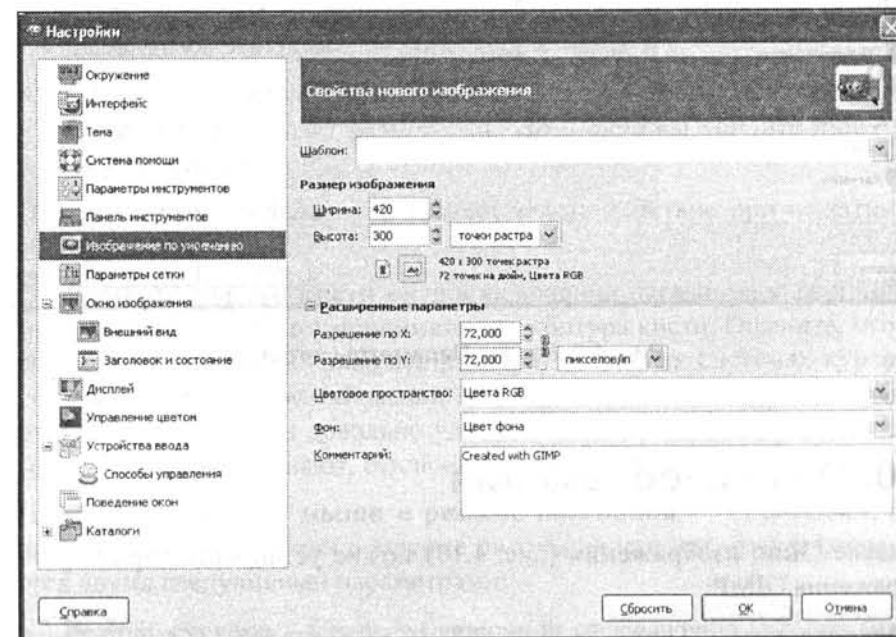 Настройки
Окружение
Интерфейс
Тема
Система помощи
Параметры инструментов
Панель инструментов
Изображение по умолчанию
Параметры сетки
Окно изображения
Внешний вид
Заголовок и состояние
Дисплей
Управление цветом
Устройства ввода
Способы управления
Поведение окон
Каталоги
Свойства нового изображения
Шаблон:
Размер изображения
Ширина: 420
Высота: 300 точки растра
420 x 300 точек растра
72 точек на дюйм, Цвета RGB
Расширенные параметры
Разрешение по X: 72,000
Разрешение по Y: 72,000 пикселов/in
Цветовое пространство: Цвета RGB
Фон: Цвет фона
Комментарий: Created with GIMP
Справка Сбросить OK Отмена